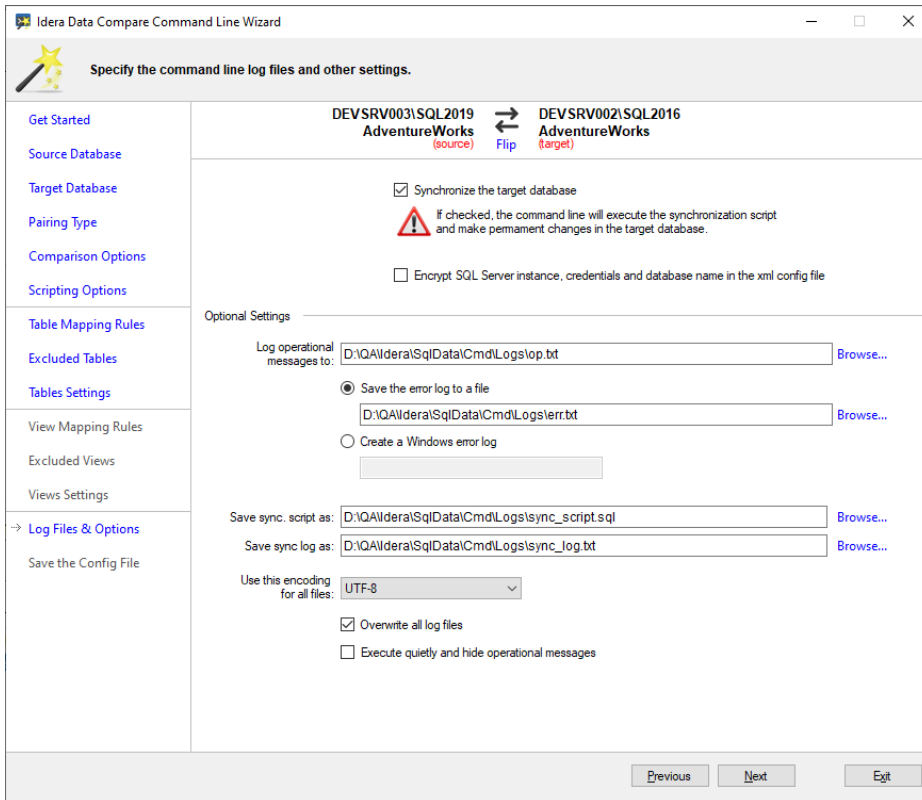 Idera Data Compare Command Line Wizard
Specify the command line log files and other settings.
Get Started
Source Database
Target Database
Pairing Type
Comparison Options
Scripting Options
Table Mapping Rules
Excluded Tables
Tables Settings
View Mapping Rules
Excluded Views
Views Settings
Log Files & Options
Save the Config File
DEVSRV003\SQL2019
AdventureWorks
(source)
Flip
DEVSRV002\SQL2016
AdventureWorks
(target)
Synchronize the target database
If checked, the command line will execute the synchronization script
and make permament changes in the target database.
Encrypt SQL Server instance, credentials and database name in the xml config file
Optional Settings
Log operational
messages to:
D:\QA\Idera\SqlData\Cmd\Logs\op.txt
Browse...
Save the error log to a file
D:\QA\Idera\SqlData\Cmd\Logs\err.txt
Browse...
Create a Windows error log
Save sync. script as:
D:\QA\Idera\SqlData\Cmd\Logs\sync_script.sql
Browse...
Save sync log as:
D:\QA\Idera\SqlData\Cmd\Logs\sync_log.txt
Browse...
Use this encoding
for all files:
UTF-8
Overwrite all log files
Execute quietly and hide operational messages
Previous
Next
Exit